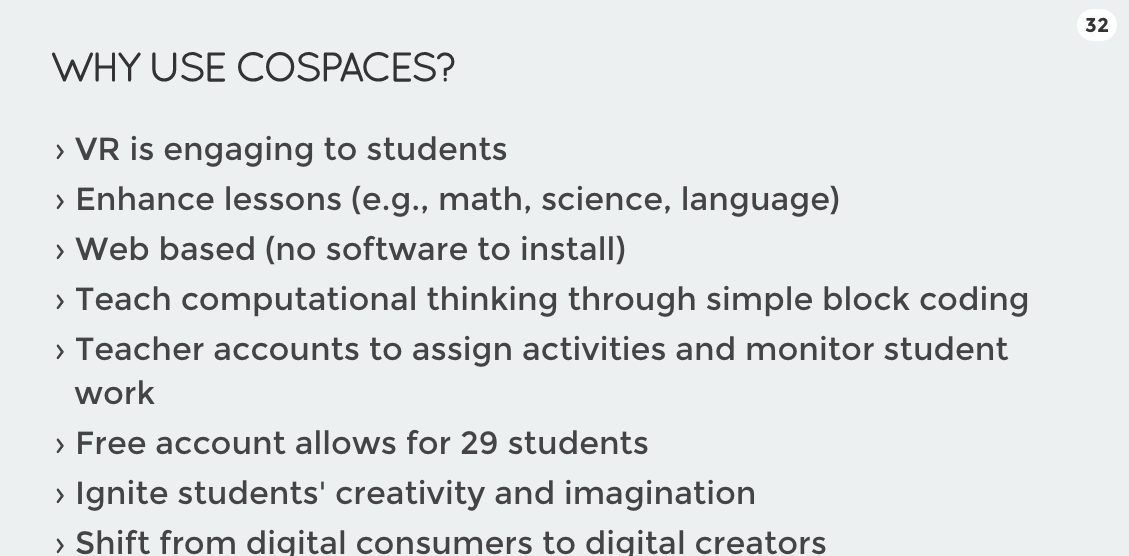 32
WHY USE COSPACES?
› VR is engaging to students
› Enhance lessons (e.g., math, science, language)
› Web based (no software to install)
› Teach computational thinking through simple block coding
› Teacher accounts to assign activities and monitor student
work
› Free account allows for 29 students
› Ignite students' creativity and imagination
› Shift from digital consumers to digital creators